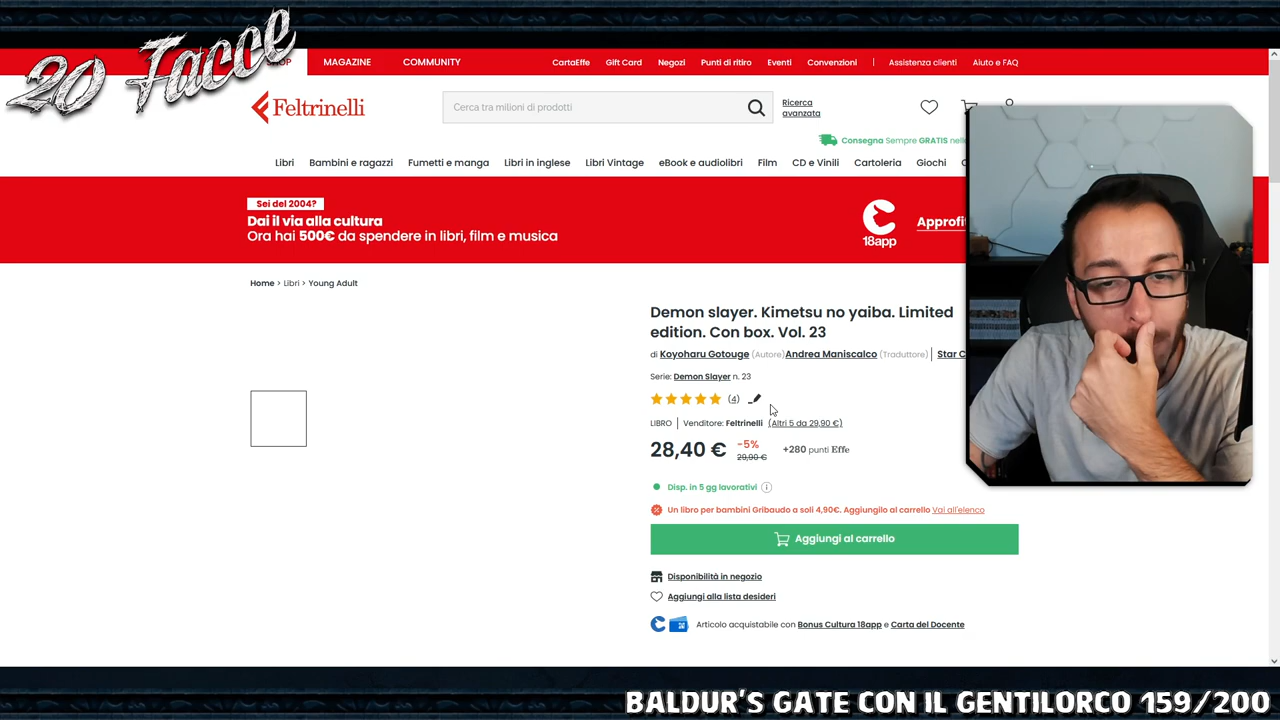 20 Facce
MAGAZINE COMMUNITY CartaEffe Gift Card Negozi Punti di ritiro Eventi Convenzioni Assistenza clienti Aiuto e FAQ
Feltrinelli
Cerca tra milioni di prodotti
Ricerca
avanzata
Consegna Sempre GRATIS
Libri Bambini e ragazzi Fumetti e manga Libri in inglese Libri Vintage eBook e audiolibri Film CD e Vinili Cartoleria Giochi
Sei del 2004?
Dai il via alla cultura
Ora hai 500€ da spendere in libri, film e musica
18app
Home > Libri > Young Adult
Demon slayer. Kimetsu no yaiba. Limited
edition. Con box. Vol. 23
di Koyoharu Gotouge (Autore) Andrea Maniscalco (Traduttore) | Star C
Serie: Demon Slayer n. 23
(4)
LIBRO | Venditore: Feltrinelli (Altri 5 da 29,90 €)
28,40 € -5% 29,90 € +280 punti Effe
Disp. in 5 gg lavorativi
Un libro per bambini Gribaudo a soli 4,90€. Aggiungilo al carrello Vai all'elenco
Aggiungi al carrello
Disponibilità in negozio
Aggiungi alla lista desideri
Articolo acquistabile con Bonus Cultura 18app e Carta del Docente
BALDUR'S GATE CON IL GENTILORCO 159/200